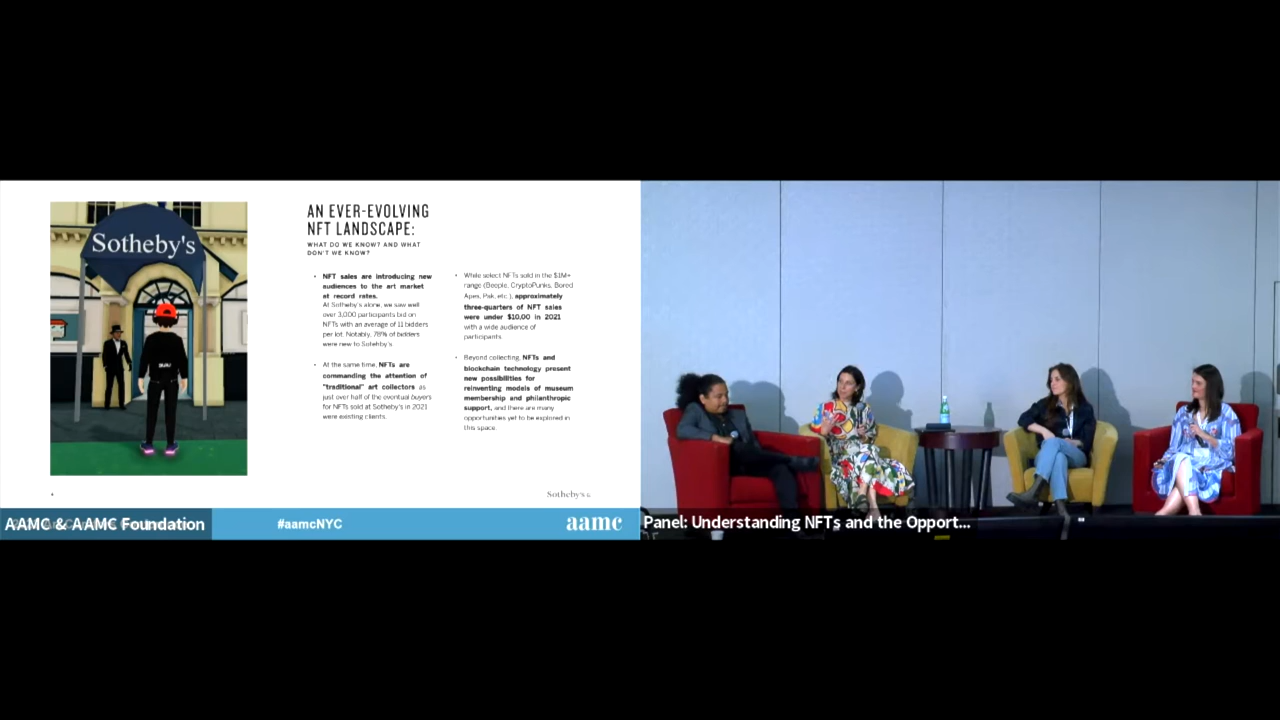 Sotheby's
AN EVER-EVOLVING
NFT LANDSCAPE:
WHAT DO WE KNOW? AND WHAT
DON'T WE KNOW?
• NFT sales are introducing new
audiences to the art market
at record rates.
At Sotheby's alone, we saw well
over 3,000 participants bid on
NFTs with an average of 11 bidders
per lot. Notably, 78% of bidders
were new to Sotheby's.
• At the same time, NFTs are
commanding the attention of
"traditional" art collectors as
just over half of the eventual buyers
for NFTs sold at Sotheby's in 2021
were existing clients.
• While select NFTs sold in the $1M+
range (Beeple, CryptoPunks, Bored
Apes, Pak, etc.), approximately
three-quarters of NFT sales
were under $10,00 in 2021
with a wide audience of
participants.
• Beyond collecting, NFTs and
blockchain technology present
new possibilities for
reinventing models of museum
membership and philanthropic
support, and there are many
opportunities yet to be explored in
this space.
Sotheby's
AAMC & AAMC Foundation
#aamcNYC
aamc
Panel: Understanding NFTs and the Opport...